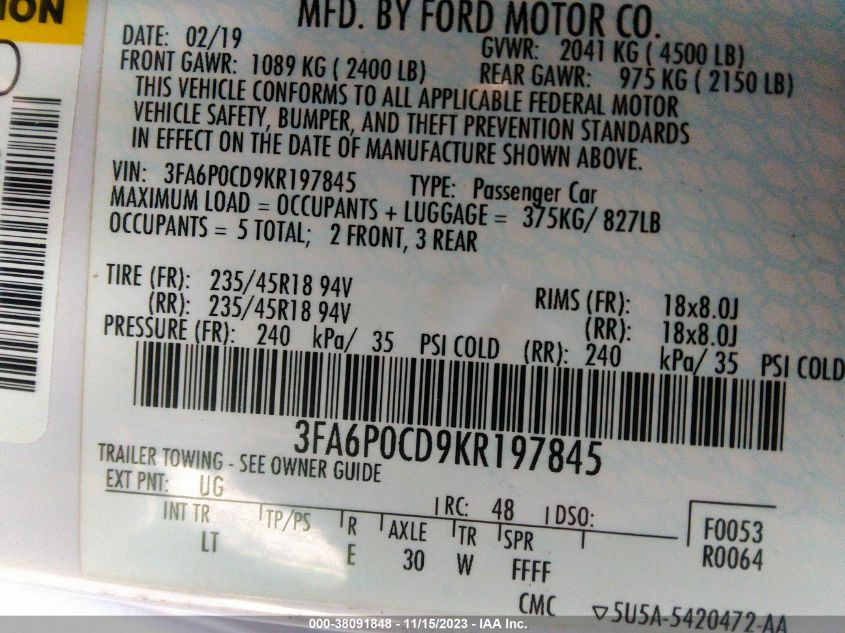 ION
MFD. BY FORD MOTOR CO.
DATE: 02/19 GVWR: 2041 KG ( 4500 LB)
FRONT GAWR: 1089 KG ( 2400 LB) REAR GAWR: 975 KG ( 2150 LB)
THIS VEHICLE CONFORMS TO ALL APPLICABLE FEDERAL MOTOR
VEHICLE SAFETY, BUMPER, AND THEFT PREVENTION STANDARDS
IN EFFECT ON THE DATE OF MANUFACTURE SHOWN ABOVE.
VIN: 3FA6P0CD9KR197845 TYPE: Passenger Car
MAXIMUM LOAD = OCCUPANTS + LUGGAGE = 375KG/ 827LB
OCCUPANTS = 5 TOTAL; 2 FRONT, 3 REAR
TIRE (FR): 235/45R18 94V RIMS (FR): 18x8.0J
(RR): 235/45R18 94V (RR): 18x8.0J
PRESSURE (FR): 240 kPa/ 35 PSI COLD (RR): 240 kPa/ 35 PSI COLD
3FA6P0CD9KR197845
TRAILER TOWING - SEE OWNER GUIDE
EXT PNT: UG RC: 48 DSO:
INT TR TP/PS R AXLE TR SPR F0053
LT E 30 W FFFF R0064
CMC ▽5U5A-5420472-AA
000-38091848 - 11/15/2023 - IAA Inc.